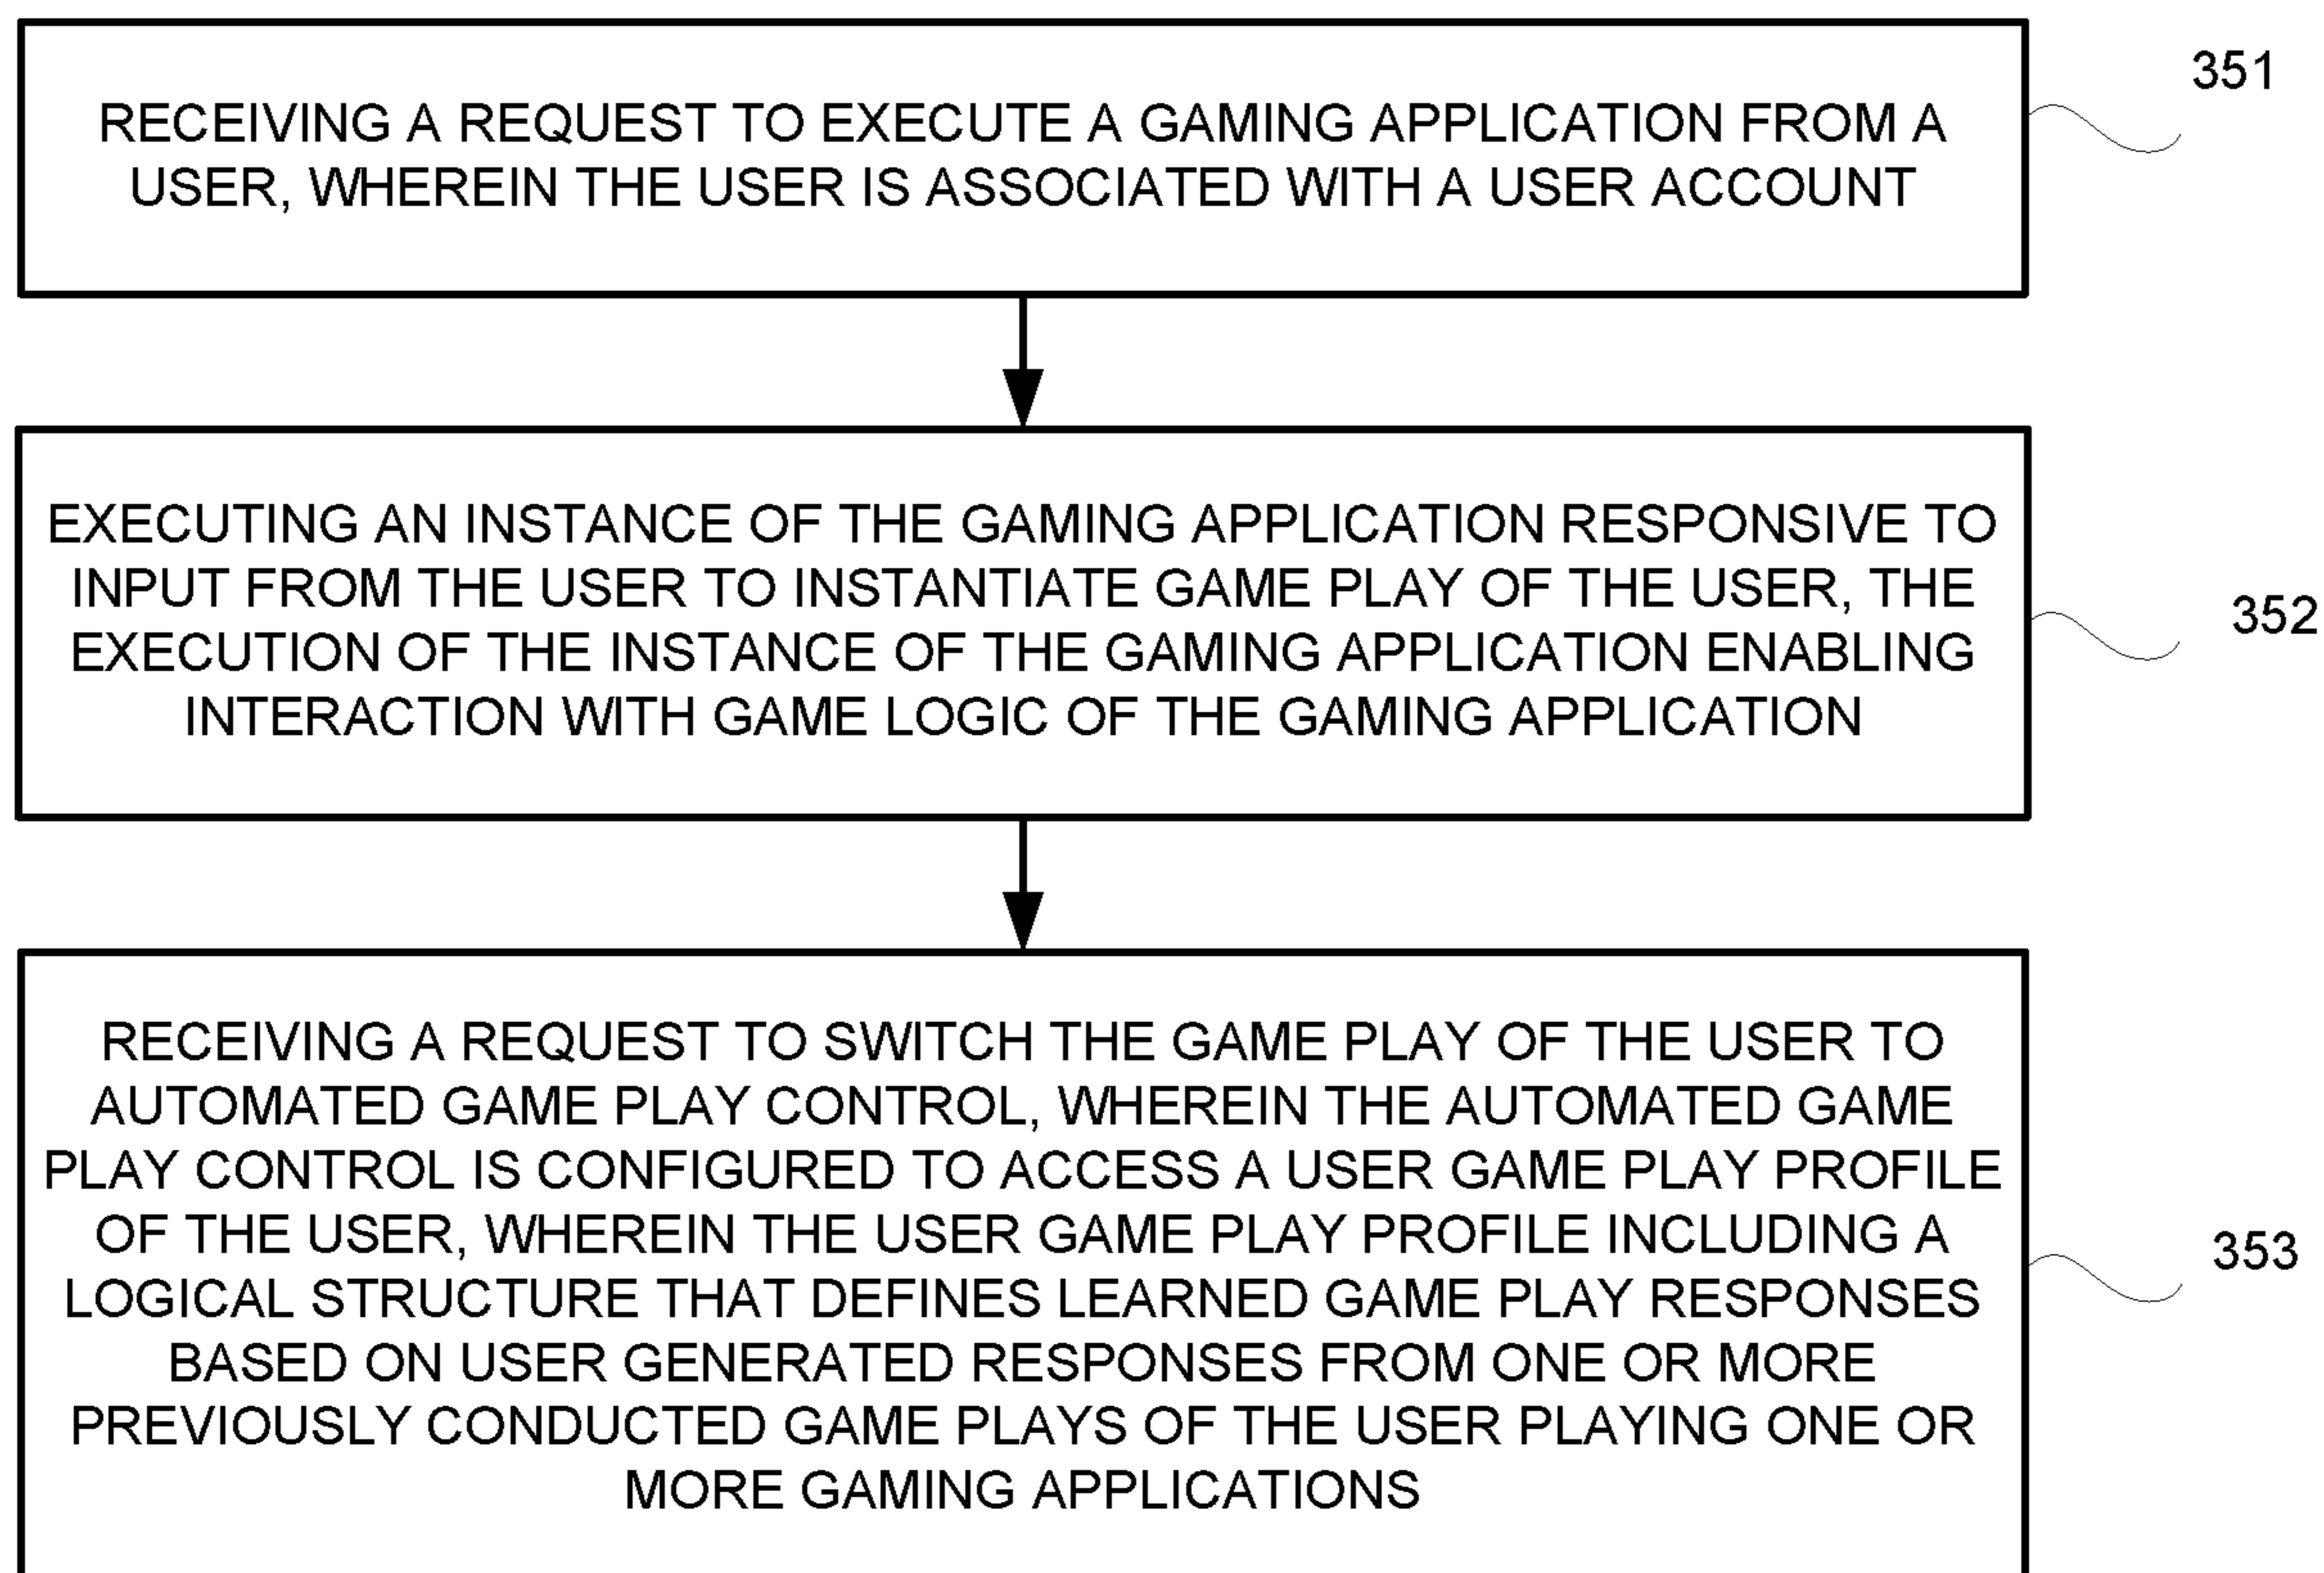 RECEIVING A REQUEST TO EXECUTE A GAMING APPLICATION FROM A
USER, WHEREIN THE USER IS ASSOCIATED WITH A USER ACCOUNT
351
EXECUTING AN INSTANCE OF THE GAMING APPLICATION RESPONSIVE TO
INPUT FROM THE USER TO INSTANTIATE GAME PLAY OF THE USER, THE
EXECUTION OF THE INSTANCE OF THE GAMING APPLICATION ENABLING
INTERACTION WITH GAME LOGIC OF THE GAMING APPLICATION
352
RECEIVING A REQUEST TO SWITCH THE GAME PLAY OF THE USER TO
AUTOMATED GAME PLAY CONTROL, WHEREIN THE AUTOMATED GAME
PLAY CONTROL IS CONFIGURED TO ACCESS A USER GAME PLAY PROFILE
OF THE USER, WHEREIN THE USER GAME PLAY PROFILE INCLUDING A
LOGICAL STRUCTURE THAT DEFINES LEARNED GAME PLAY RESPONSES
BASED ON USER GENERATED RESPONSES FROM ONE OR MORE
PREVIOUSLY CONDUCTED GAME PLAYS OF THE USER PLAYING ONE OR
MORE GAMING APPLICATIONS
353